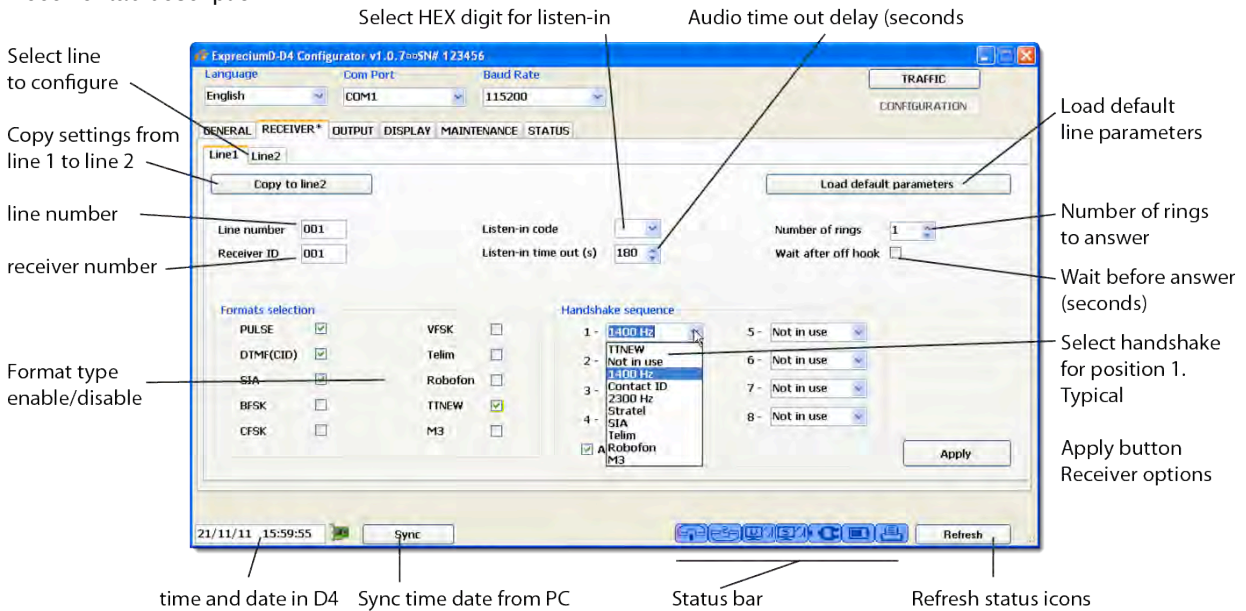 Select HEX digit for listen-in
Audio time out delay (seconds
Select line
to configure
Copy settings from
line 1 to line 2
line number
receiver number
Format type
enable/disable
ExpreciumD-D4 Configurator v1.0.7 SN# 123456
Language Com Port Baud Rate
English COM1 115200
TRAFFIC
CONFIGURATION
GENERAL RECEIVER* OUTPUT DISPLAY MAINTENANCE STATUS
Line1 Line2
Copy to line2 Load default parameters
Line number 001 Listen-in code Number of rings 1
Receiver ID 001 Listen-in time out (s) 180 Wait after off hook
Formats selection Handshake sequence
PULSE VFSK
DTMF(CID) Telim
SIA Robofon
BFSK TTNEW
CFSK M3
1 - 1400 Hz
2 -
3 -
4 -
A
TTNEW
Not in use
1400 Hz
Contact ID
2300 Hz
Stratel
SIA
Telim
Robofon
M3
5 - Not in use
6 - Not in use
7 - Not in use
8 - Not in use
Apply
21/11/11 15:59:55 Sync Refresh
Load default
line parameters
Number of rings
to answer
Wait before answer
(seconds)
Select handshake
for position 1.
Typical
Apply button
Receiver options
time and date in D4 Sync time date from PC Status bar Refresh status icons